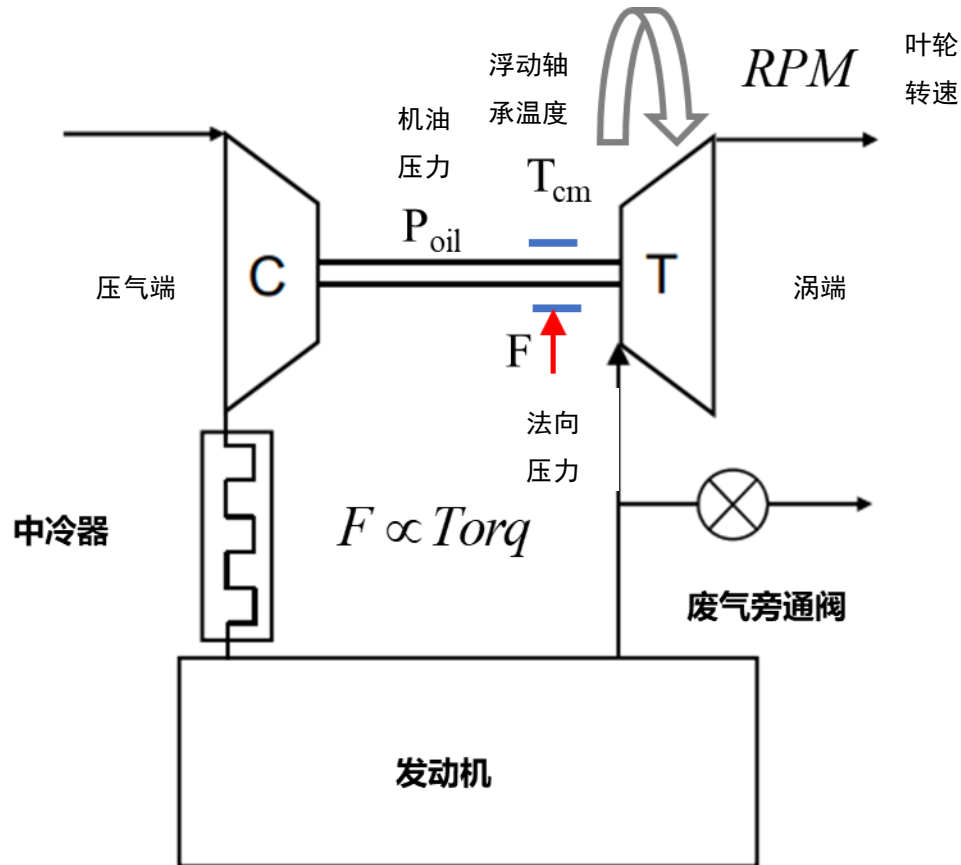 叶轮
转速
RPM
浮动轴
承温度
机油
压力
T_cm
P_oil
压气端
C
T
涡端
F
法向
压力
中冷器
F ∝ Torq
废气旁通阀
发动机